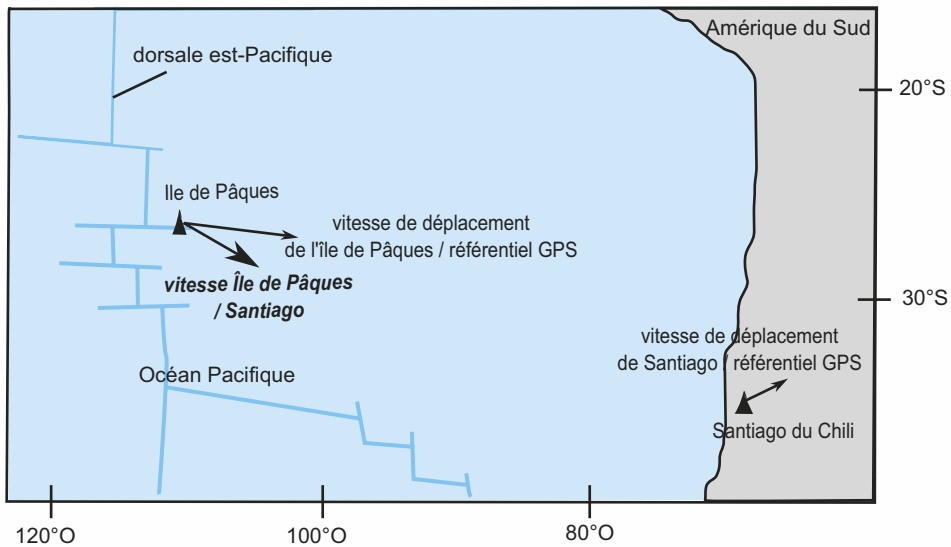 Amérique du Sud
dorsale est-Pacifique
20°S
Ile de Pâques
vitesse de déplacement
de l'île de Pâques / référentiel GPS
vitesse Île de Pâques
/ Santiago
30°S
vitesse de déplacement
de Santiago / référentiel GPS
Océan Pacifique
Santiago du Chili
120°O
100°O
80°O